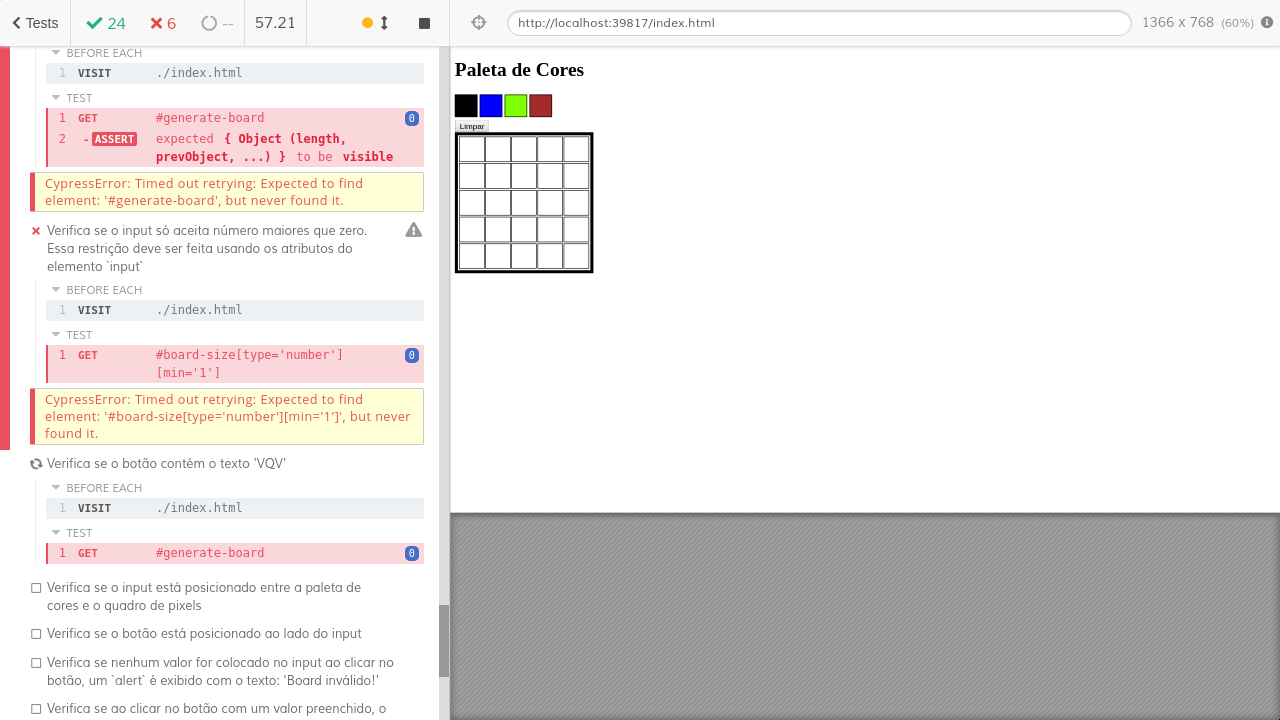 Tests 24 6 -- 57.21
http://localhost:39817/index.html 1366 x 768 (60%)
BEFORE EACH
1 VISIT ./index.html
TEST
1 GET #generate-board 0
2 -ASSERT expected { Object (length,
prevObject, ...) } to be visible
CypressError: Timed out retrying: Expected to find
element: '#generate-board', but never found it.
Verifica se o input só aceita número maiores que zero.
Essa restrição deve ser feita usando os atributos do
elemento `input`
BEFORE EACH
1 VISIT ./index.html
TEST
1 GET #board-size[type='number'] 0
[min='1']
CypressError: Timed out retrying: Expected to find
element: '#board-size[type='number'][min='1']', but never
found it.
Verifica se o botão contém o texto 'VQV'
BEFORE EACH
1 VISIT ./index.html
TEST
1 GET #generate-board 0
Verifica se o input está posicionado entre a paleta de
cores e o quadro de pixels
Verifica se o botão está posicionado ao lado do input
Verifica se nenhum valor for colocado no input ao clicar no
botão, um `alert` é exibido com o texto: 'Board inválido!'
Verifica se ao clicar no botão com um valor preenchido, o
Paleta de Cores
Limpar